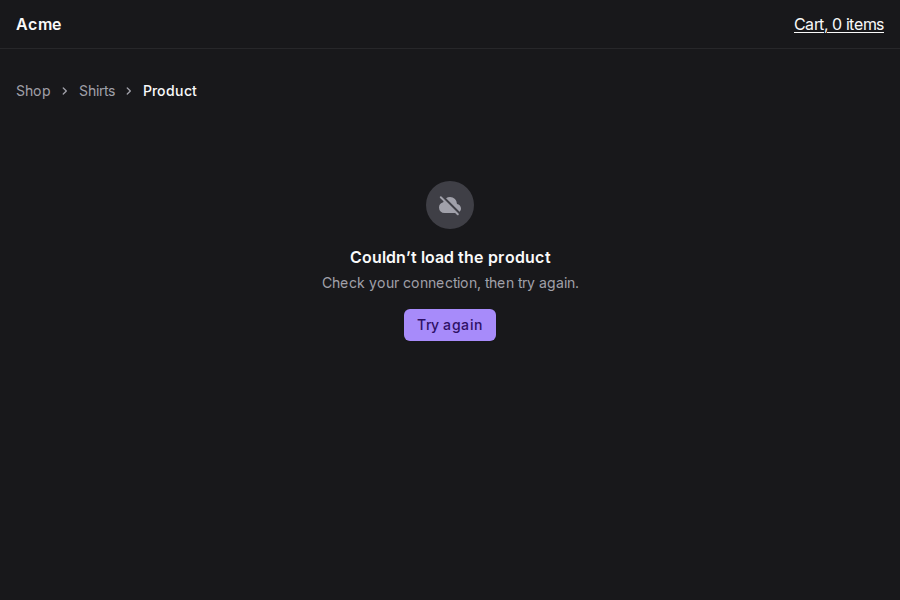 Acme
Cart, 0 items
Shop
Shirts
Product
Couldn’t load the product
Check your connection, then try again.
Try again